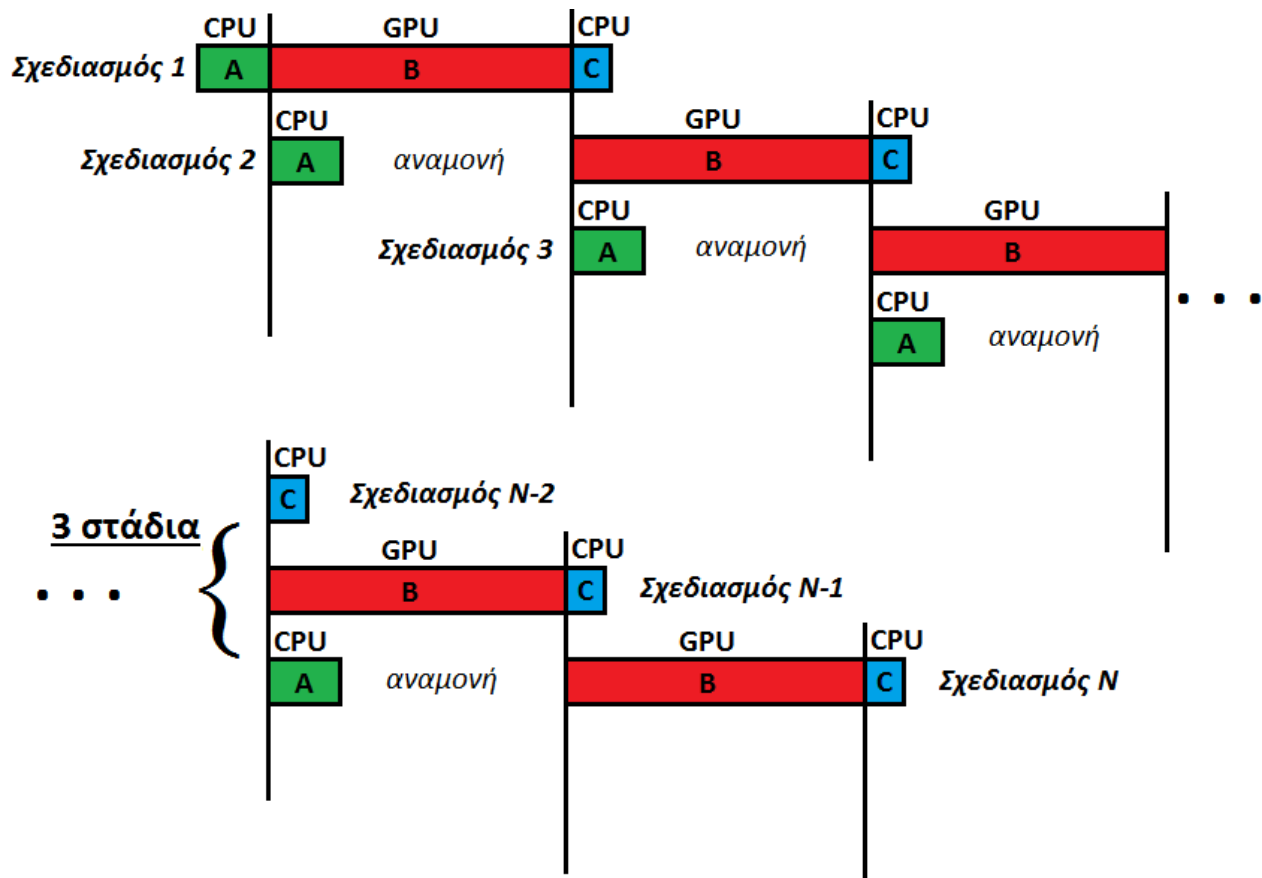 CPU GPU CPU
Σχεδιασμός 1 A B C
CPU GPU CPU
Σχεδιασμός 2 A αναμονή B C
CPU GPU
Σχεδιασμός 3 A αναμονή B
. . .
CPU
A αναμονή
CPU
C Σχεδιασμός N-2
3 στάδια
GPU CPU
. . . B C Σχεδιασμός N-1
CPU GPU CPU
A αναμονή B C Σχεδιασμός N